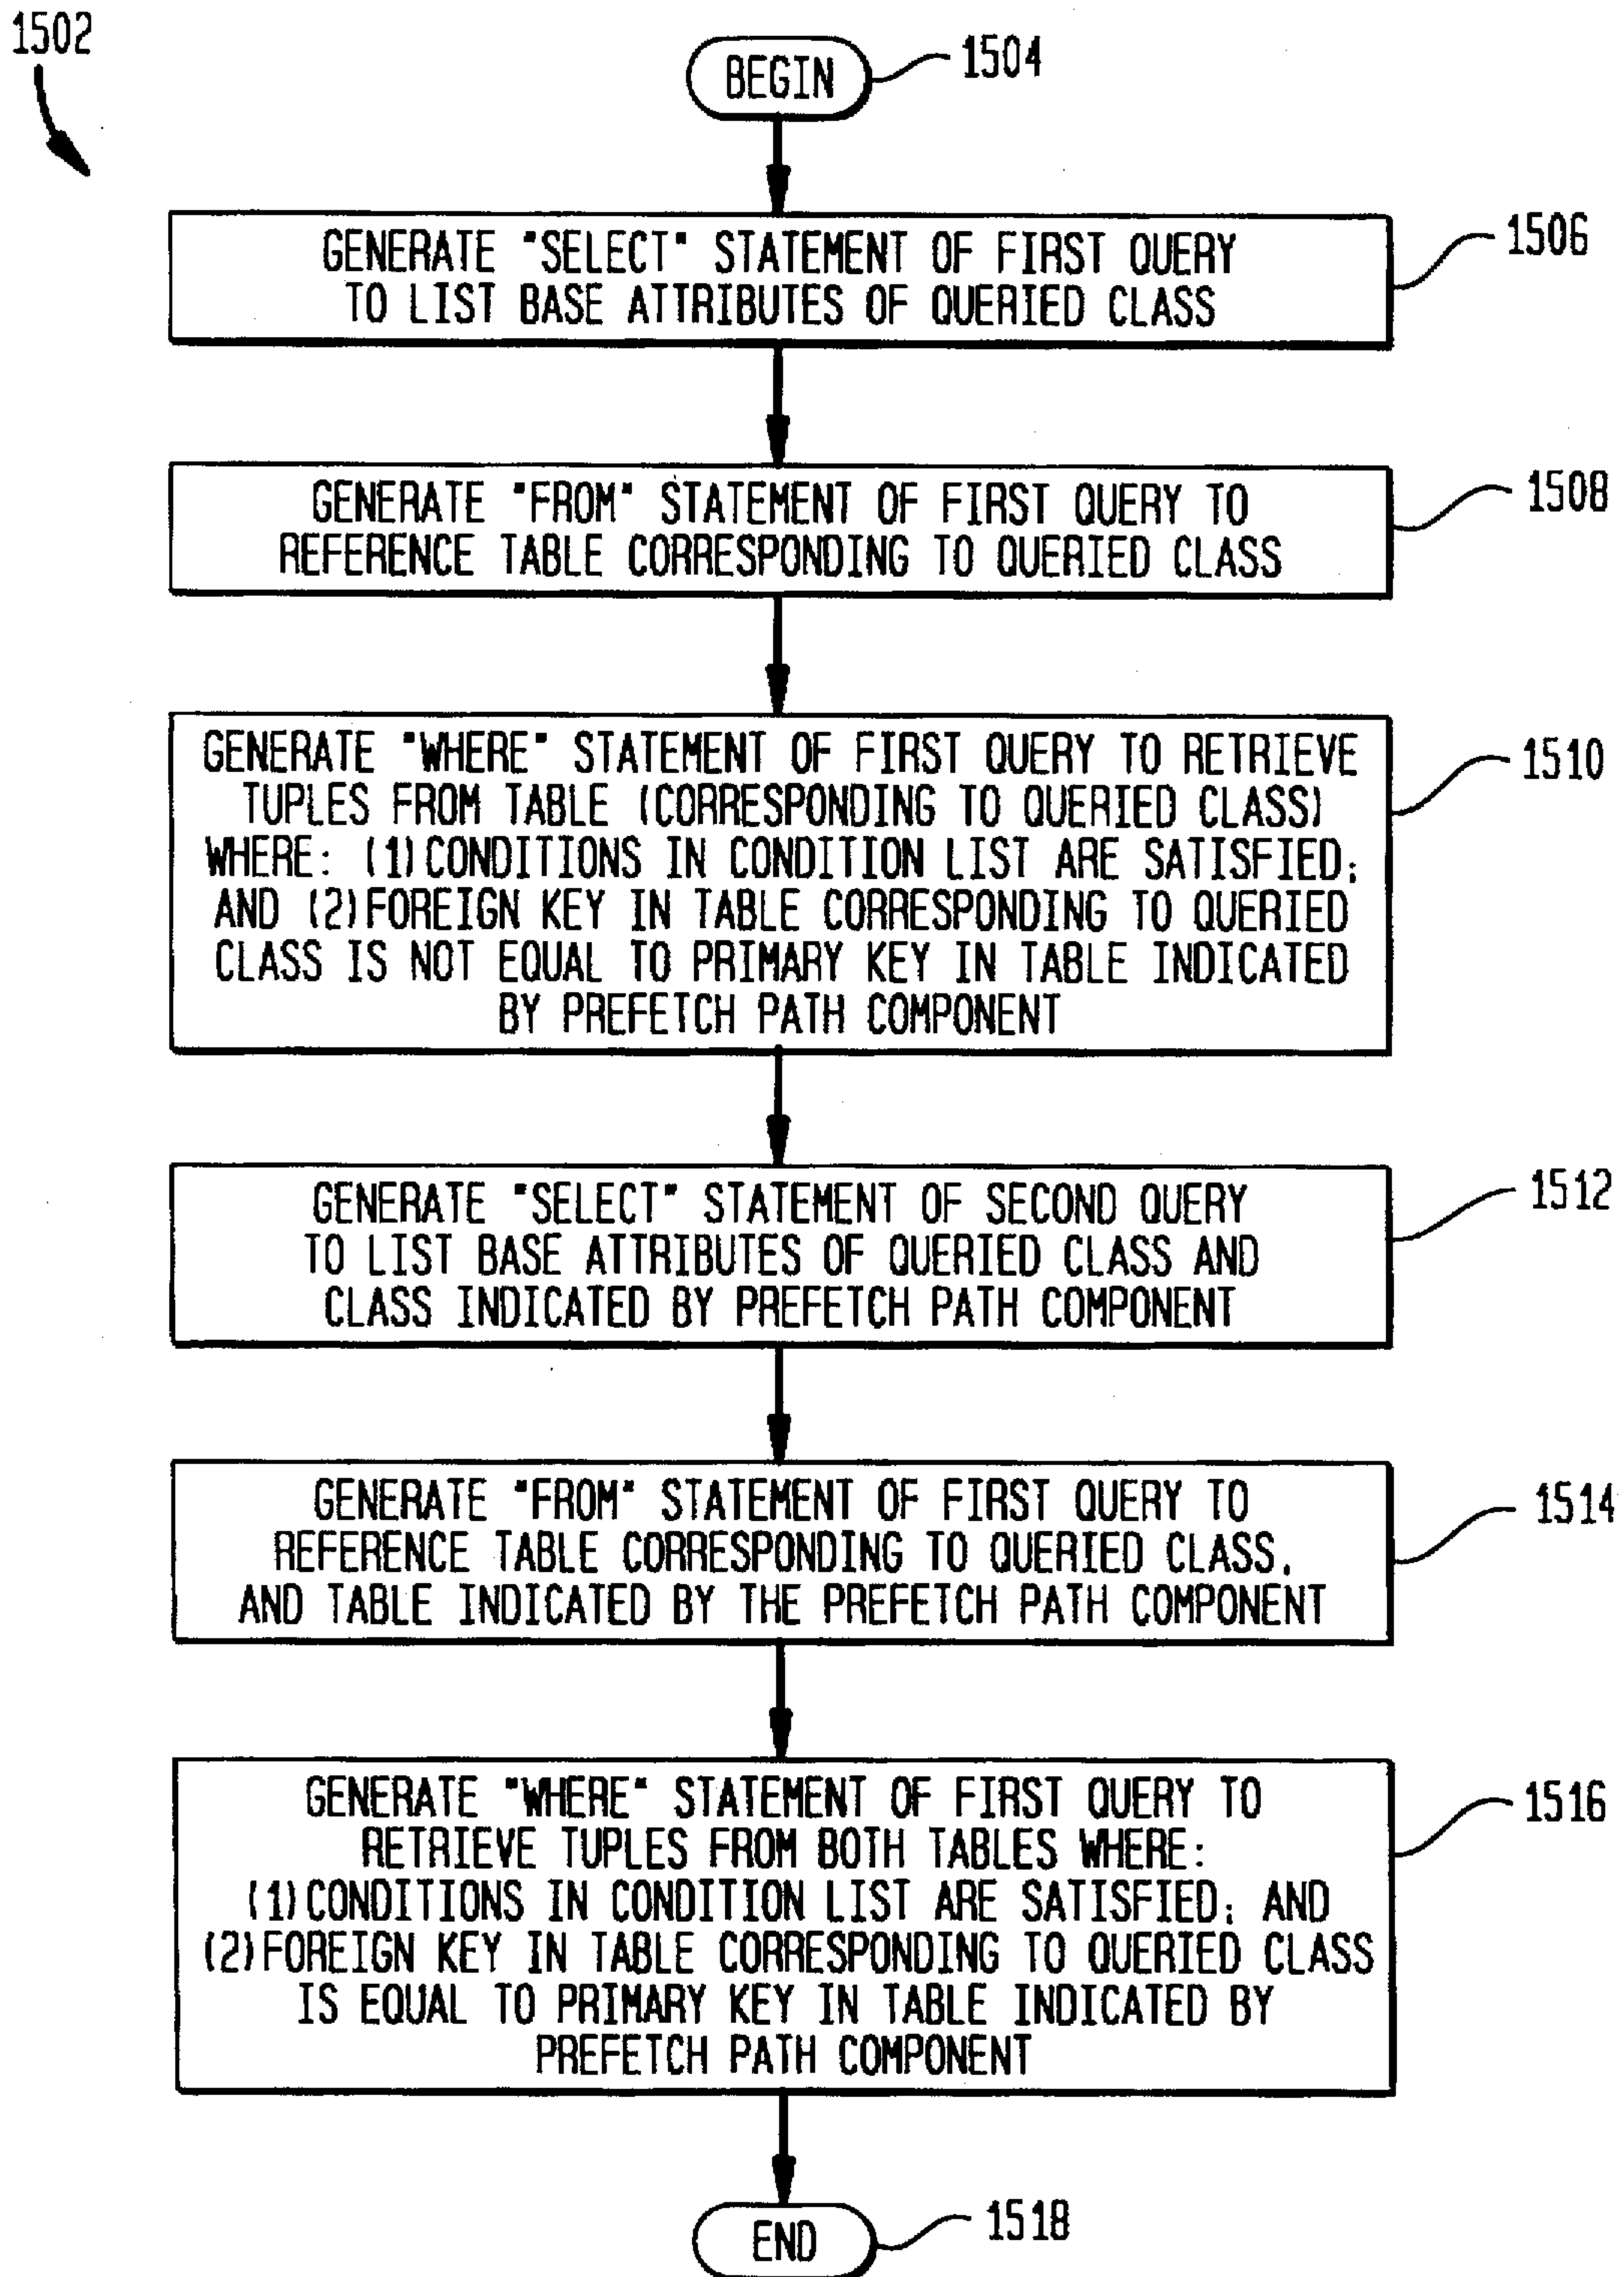 1502
BEGIN
1504
GENERATE "SELECT" STATEMENT OF FIRST QUERY
TO LIST BASE ATTRIBUTES OF QUERIED CLASS
1506
GENERATE "FROM" STATEMENT OF FIRST QUERY TO
REFERENCE TABLE CORRESPONDING TO QUERIED CLASS
1508
GENERATE "WHERE" STATEMENT OF FIRST QUERY TO RETRIEVE
TUPLES FROM TABLE (CORRESPONDING TO QUERIED CLASS)
WHERE: (1) CONDITIONS IN CONDITION LIST ARE SATISFIED;
AND (2) FOREIGN KEY IN TABLE CORRESPONDING TO QUERIED
CLASS IS NOT EQUAL TO PRIMARY KEY IN TABLE INDICATED
BY PREFETCH PATH COMPONENT
1510
GENERATE "SELECT" STATEMENT OF SECOND QUERY
TO LIST BASE ATTRIBUTES OF QUERIED CLASS AND
CLASS INDICATED BY PREFETCH PATH COMPONENT
1512
GENERATE "FROM" STATEMENT OF FIRST QUERY TO
REFERENCE TABLE CORRESPONDING TO QUERIED CLASS,
AND TABLE INDICATED BY THE PREFETCH PATH COMPONENT
1514
GENERATE "WHERE" STATEMENT OF FIRST QUERY TO
RETRIEVE TUPLES FROM BOTH TABLES WHERE:
(1) CONDITIONS IN CONDITION LIST ARE SATISFIED; AND
(2) FOREIGN KEY IN TABLE CORRESPONDING TO QUERIED CLASS
IS EQUAL TO PRIMARY KEY IN TABLE INDICATED BY
PREFETCH PATH COMPONENT
1516
END
1518